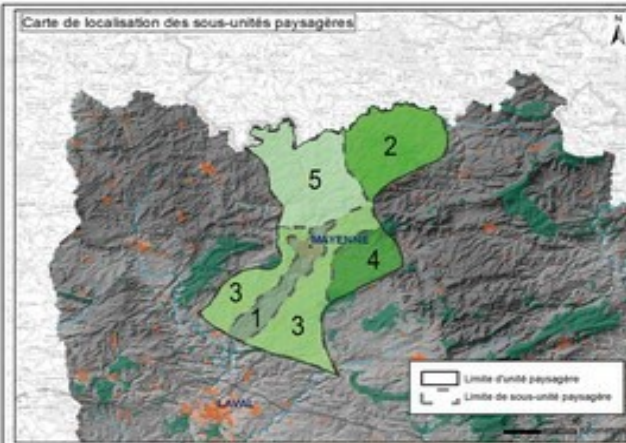 Carte de localisation des sous-unités paysagères
N
2
5
MAYENNE
4
3
1
3
Limite d'unité paysagère
Limite de sous-unité paysagère
LAVAL